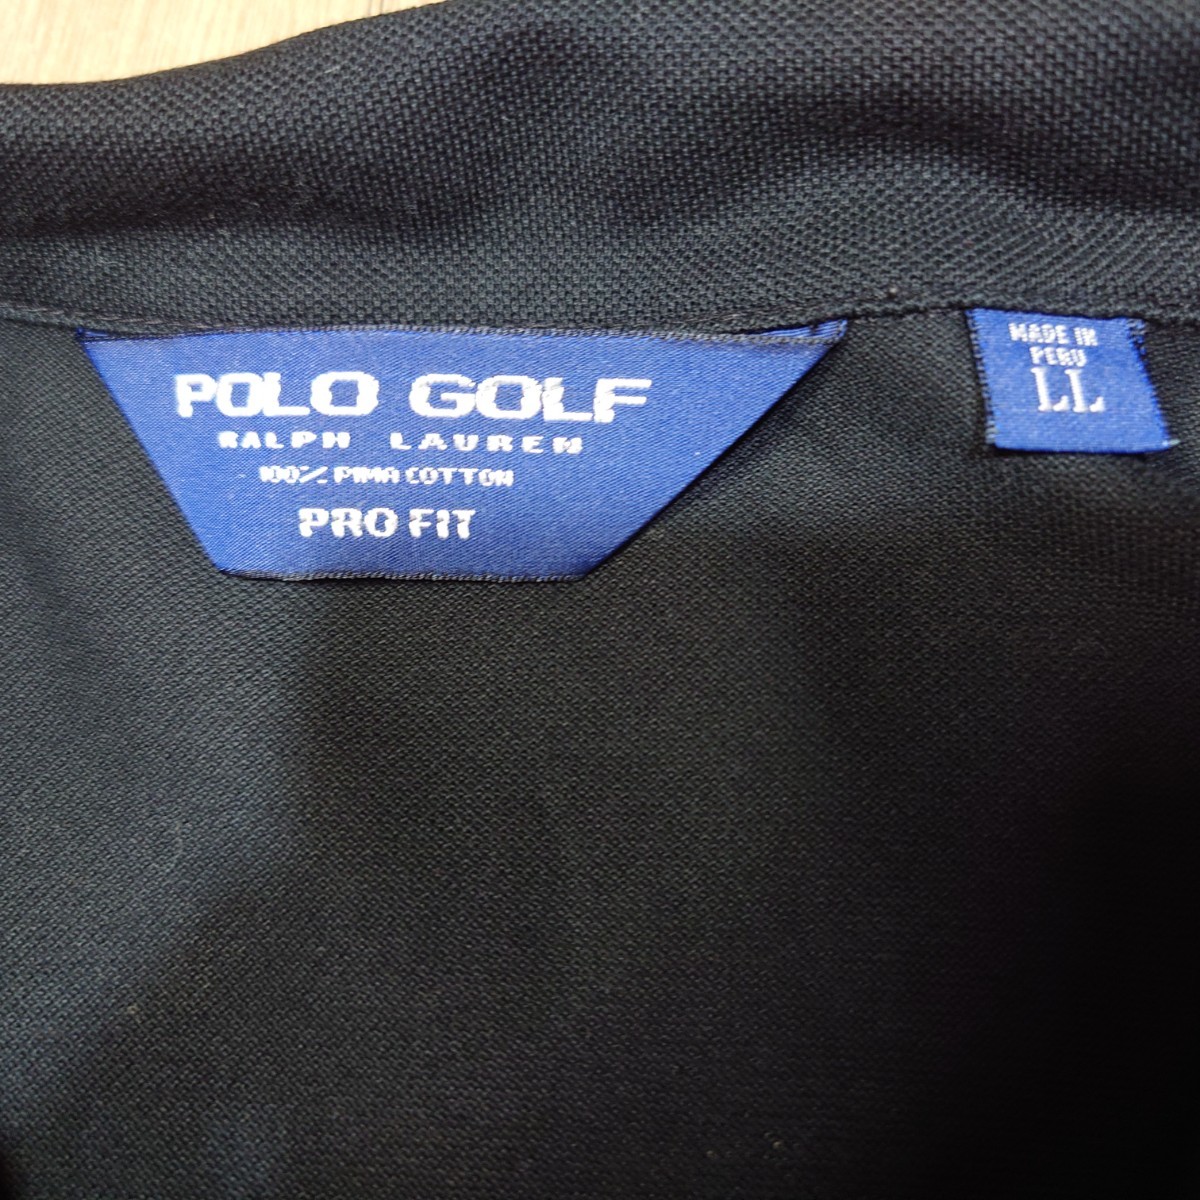 POLO GOLF
RALPH LAUREN
100% PIMA COTTON
PRO FIT
MADE IN
PERU
LL